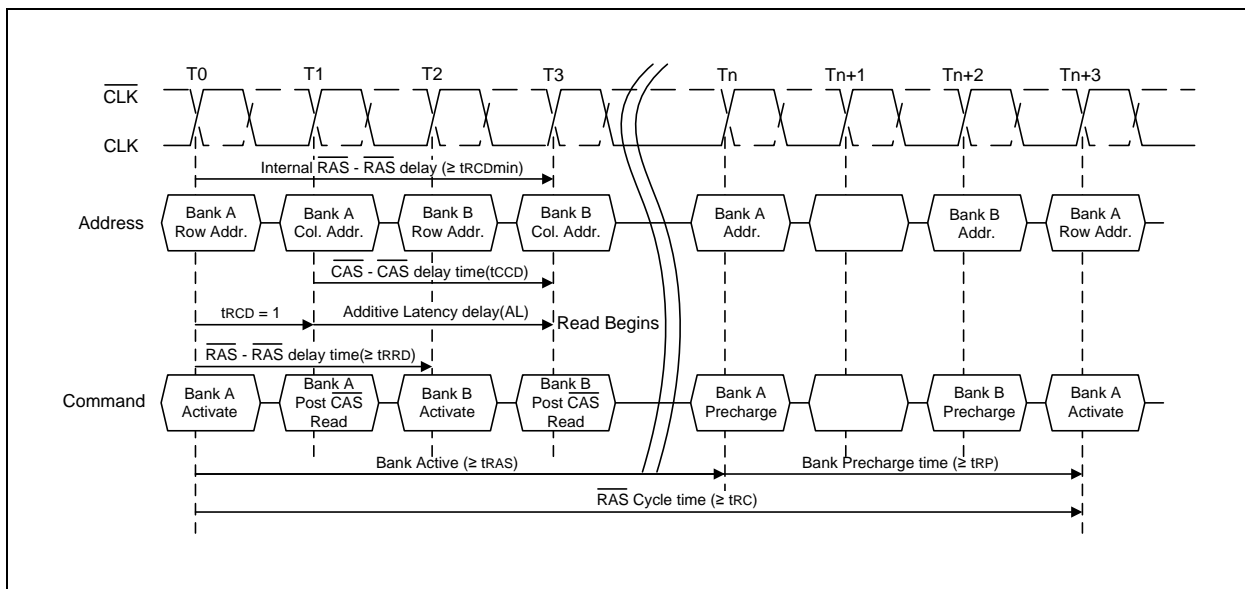 T0 T1 T2 T3 Tn Tn+1 Tn+2 Tn+3
CLK
CLK
Internal RAS - RAS delay (≥ tRCDmin)
Address
Bank A
Row Addr.
Bank A
Col. Addr.
Bank B
Row Addr.
Bank B
Col. Addr.
Bank A
Addr.
Bank B
Addr.
Bank A
Row Addr.
CAS - CAS delay time(tCCD)
tRCD = 1
Additive Latency delay(AL)
Read Begins
RAS - RAS delay time(≥ tRRD)
Command
Bank A
Activate
Bank A
Post CAS
Read
Bank B
Activate
Bank B
Post CAS
Read
Bank A
Precharge
Bank B
Precharge
Bank A
Activate
Bank Active (≥ tRAS)
Bank Precharge time (≥ tRP)
RAS Cycle time (≥ tRC)